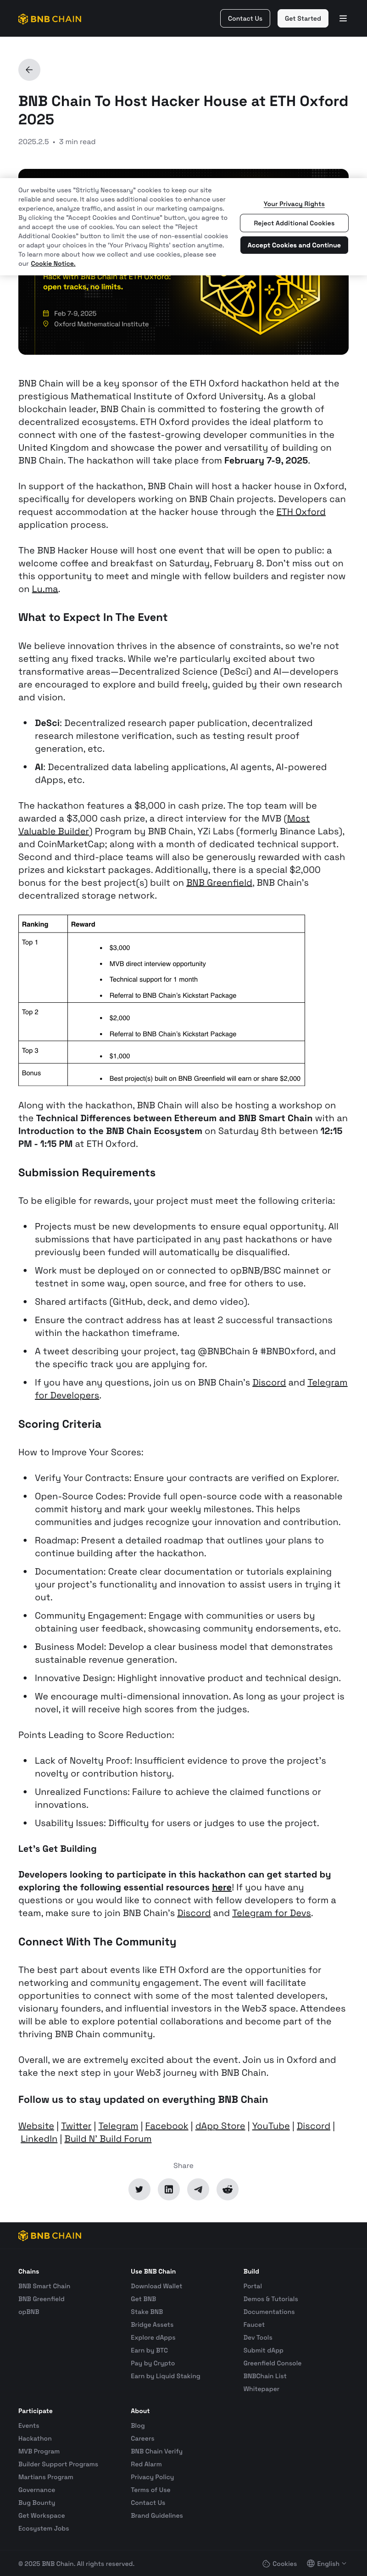 BNB CHAIN
Contact Us
Get Started
BNB Chain To Host Hacker House at ETH Oxford
2025
2025.2.5 • 3 min read
We our website uses "Strictly Necessary" cookies to keep our site
reliable and secure. It also uses additional cookies to enhance user
experience, analyze traffic, and assist in our marketing campaigns.
By clicking the "Accept Cookies and Continue" button, you agree to
and accept the use of cookies. You can select the "Reject
Additional Cookies" button to limit the use of non-essential cookies
or adapt your cookies in the 'Your Privacy Rights' section anytime.
To learn more about how we collect and use cookies, please see
our Cookie Notice.
Your Privacy Rights
Reject Additional Cookies
Accept Cookies and Continue
Hack with BNB Chain at ETH Oxford:
open tracks, no limits.
Feb 7-9, 2025
Oxford Mathematical Institute
BNB Chain will be a key sponsor of the ETH Oxford hackathon held at the
prestigious Mathematical Institute of Oxford University. As a global
blockchain leader, BNB Chain is committed to fostering the growth of
decentralized ecosystems. ETH Oxford provides the ideal platform to
connect with one of the fastest-growing developer communities in the
United Kingdom and showcase the power and versatility of building on
BNB Chain. The hackathon will take place from February 7-9, 2025.
In support of the hackathon, BNB Chain will host a hacker house in Oxford,
specifically for developers working on BNB Chain projects. Developers can
request accommodation at the hacker house through the ETH Oxford
application process.
The BNB Hacker House will host one event that will be open to public: a
welcome coffee and breakfast on Saturday, February 8. Don't miss out on
this opportunity to meet and mingle with fellow builders and register now
on Lu.ma.
What to Expect In The Event
We believe innovation thrives in the absence of constraints, so we're not
setting any fixed tracks. While we're particularly excited about two
transformative areas—Decentralized Science (DeSci) and AI—developers
are encouraged to explore and build freely, guided by their own research
and vision.
• DeSci: Decentralized research paper publication, decentralized
research milestone verification, such as testing result proof
generation, etc.
• AI: Decentralized data labeling applications, AI agents, AI-powered
dApps, etc.
The hackathon features a $8,000 in cash prize. The top team will be
awarded a $3,000 cash prize, a direct interview for the MVB (Most
Valuable Builder) Program by BNB Chain, YZi Labs (formerly Binance Labs),
and CoinMarketCap; along with a month of dedicated technical support.
Second and third-place teams will also be generously rewarded with cash
prizes and kickstart packages. Additionally, there is a special $2,000
bonus for the best project(s) built on BNB Greenfield, BNB Chain's
decentralized storage network.
Ranking Reward
Top 1
• $3,000
• MVB direct interview opportunity
• Technical support for 1 month
• Referral to BNB Chain's Kickstart Package
Top 2
• $2,000
• Referral to BNB Chain's Kickstart Package
Top 3
• $1,000
Bonus
• Best project(s) built on BNB Greenfield will earn or share $2,000
Along with the hackathon, BNB Chain will also be hosting a workshop on
the Technical Differences between Ethereum and BNB Smart Chain with an
Introduction to the BNB Chain Ecosystem on Saturday 8th between 12:15
PM - 1:15 PM at ETH Oxford.
Submission Requirements
To be eligible for rewards, your project must meet the following criteria:
• Projects must be new developments to ensure equal opportunity. All
submissions that have participated in any past hackathons or have
previously been funded will automatically be disqualified.
• Work must be deployed on or connected to opBNB/BSC mainnet or
testnet in some way, open source, and free for others to use.
• Shared artifacts (GitHub, deck, and demo video).
• Ensure the contract address has at least 2 successful transactions
within the hackathon timeframe.
• A tweet describing your project, tag @BNBChain & #BNBOxford, and
the specific track you are applying for.
• If you have any questions, join us on BNB Chain's Discord and Telegram
for Developers.
Scoring Criteria
How to Improve Your Scores:
• Verify Your Contracts: Ensure your contracts are verified on Explorer.
• Open-Source Codes: Provide full open-source code with a reasonable
commit history and mark your weekly milestones. This helps
communities and judges recognize your innovation and contribution.
• Roadmap: Present a detailed roadmap that outlines your plans to
continue building after the hackathon.
• Documentation: Create clear documentation or tutorials explaining
your project's functionality and innovation to assist users in trying it
out.
• Community Engagement: Engage with communities or users by
obtaining user feedback, showcasing community endorsements, etc.
• Business Model: Develop a clear business model that demonstrates
sustainable revenue generation.
• Innovative Design: Highlight innovative product and technical design.
• We encourage multi-dimensional innovation. As long as your project is
novel, it will receive high scores from the judges.
Points Leading to Score Reduction:
• Lack of Novelty Proof: Insufficient evidence to prove the project's
novelty or contribution history.
• Unrealized Functions: Failure to achieve the claimed functions or
innovations.
• Usability Issues: Difficulty for users or judges to use the project.
Let's Get Building
Developers looking to participate in this hackathon can get started by
exploring the following essential resources here! If you have any
questions or you would like to connect with fellow developers to form a
team, make sure to join BNB Chain's Discord and Telegram for Devs.
Connect With The Community
The best part about events like ETH Oxford are the opportunities for
networking and community engagement. The event will facilitate
opportunities to connect with some of the most talented developers,
visionary founders, and influential investors in the Web3 space. Attendees
will be able to explore potential collaborations and become part of the
thriving BNB Chain community.
Overall, we are extremely excited about the event. Join us in Oxford and
take the next step in your Web3 journey with BNB Chain.
Follow us to stay updated on everything BNB Chain
Website | Twitter | Telegram | Facebook | dApp Store | YouTube | Discord |
LinkedIn | Build N' Build Forum
Share
BNB CHAIN
Chains
BNB Smart Chain
BNB Greenfield
opBNB
Use BNB Chain
Download Wallet
Get BNB
Stake BNB
Bridge Assets
Explore dApps
Earn by BTC
Pay by Crypto
Earn by Liquid Staking
Build
Portal
Demos & Tutorials
Documentations
Faucet
Dev Tools
Submit dApp
Greenfield Console
BNBChain List
Whitepaper
Participate
Events
Hackathon
MVB Program
Builder Support Programs
Martians Program
Governance
Bug Bounty
Get Workspace
Ecosystem Jobs
About
Blog
Careers
BNB Chain Verify
Red Alarm
Privacy Policy
Terms of Use
Contact Us
Brand Guidelines
© 2025 BNB Chain. All rights reserved.
Cookies
English